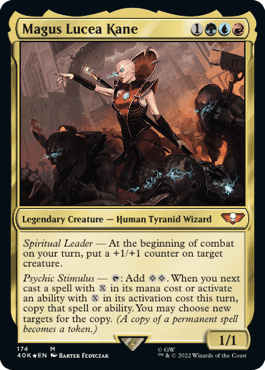 Magus Lucea Kane
1
Legendary Creature — Human Tyranid Wizard
Spiritual Leader — At the beginning of combat
on your turn, put a +1/+1 counter on target
creature.
Psychic Stimulus — : Add . When you next
cast a spell with X in its mana cost or activate
an ability with X in its activation cost this turn,
copy that spell or ability. You may choose new
targets for the copy. (A copy of a permanent spell
becomes a token.)
1/1
174 M
40K EN BARTEK FEDYCZAK
© GW
™ & © 2022 Wizards of the Coast